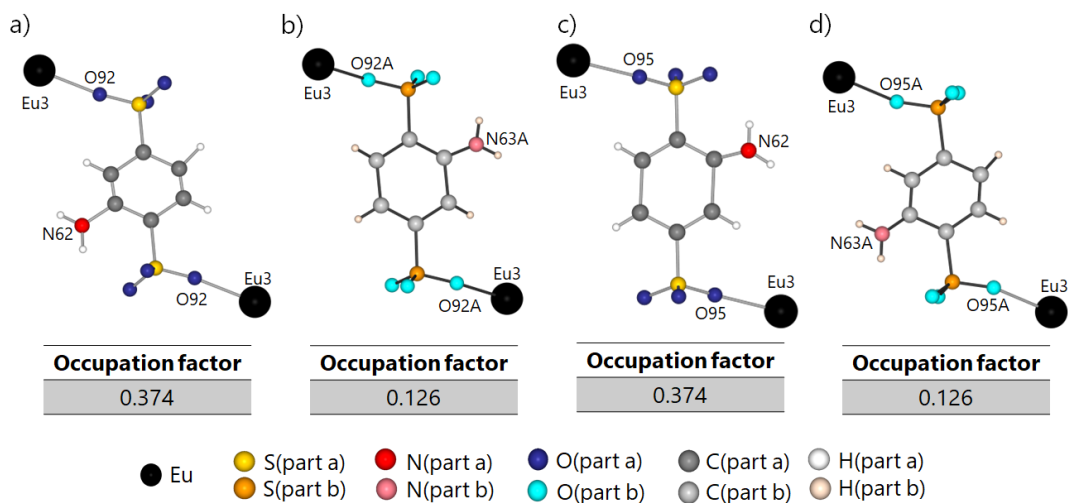 a)
O92
Eu3
N62
Eu3
O92
Occupation factor
0.374
b)
O92A
Eu3
N63A
Eu3
O92A
Occupation factor
0.126
c)
O95
Eu3
N62
Eu3
O95
Occupation factor
0.374
d)
O95A
Eu3
N63A
Eu3
O95A
Occupation factor
0.126
Eu
S(part a) N(part a) O(part a) C(part a) H(part a)
S(part b) N(part b) O(part b) C(part b) H(part b)